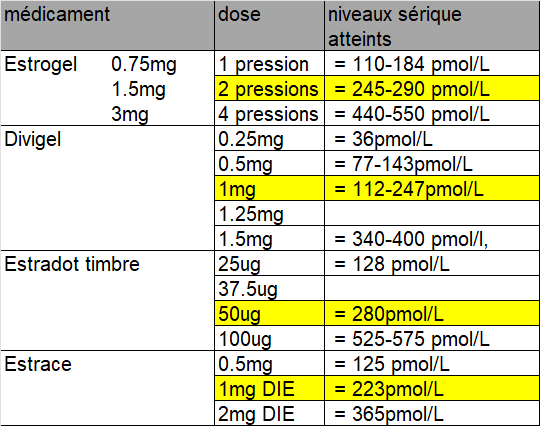 médicament dose niveaux sérique
atteints
Estrogel 0.75mg 1 pression = 110-184 pmol/L
1.5mg 2 pressions = 245-290 pmol/L
3mg 4 pressions = 440-550 pmol/L
Divigel 0.25mg = 36pmol/L
0.5mg = 77-143pmol/L
1mg = 112-247pmol/L
1.25mg
1.5mg = 340-400 pmol/l,
Estradot timbre 25ug = 128 pmol/L
37.5ug
50ug = 280pmol/L
100ug = 525-575 pmol/L
Estrace 0.5mg = 125 pmol/L
1mg DIE = 223pmol/L
2mg DIE = 365pmol/L